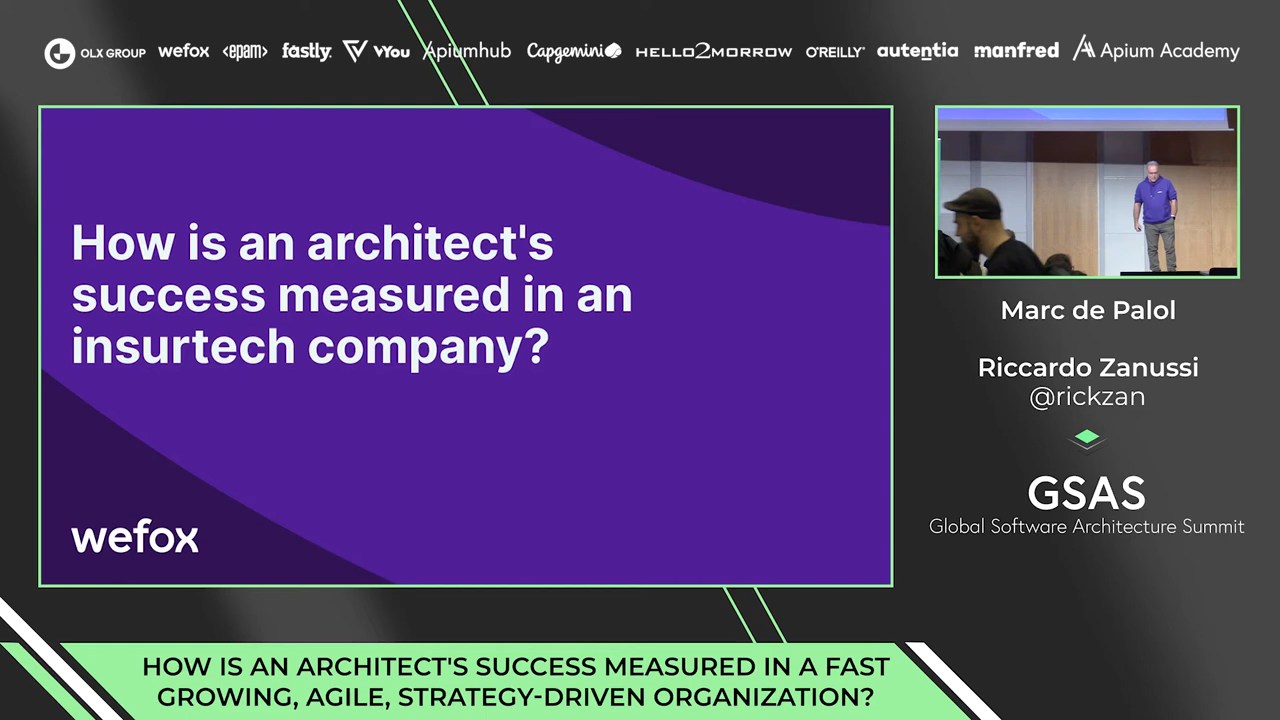 OLX GROUP wefox <epam> fastly. VYou Apiumhub Capgemini HELLO2MORROW O'REILLY® autentia manfred Apium Academy
How is an architect's
success measured in an
insurtech company?
wefox
Marc de Palol
Riccardo Zanussi
@rickzan
GSAS
Global Software Architecture Summit
HOW IS AN ARCHITECT'S SUCCESS MEASURED IN A FAST
GROWING, AGILE, STRATEGY-DRIVEN ORGANIZATION?